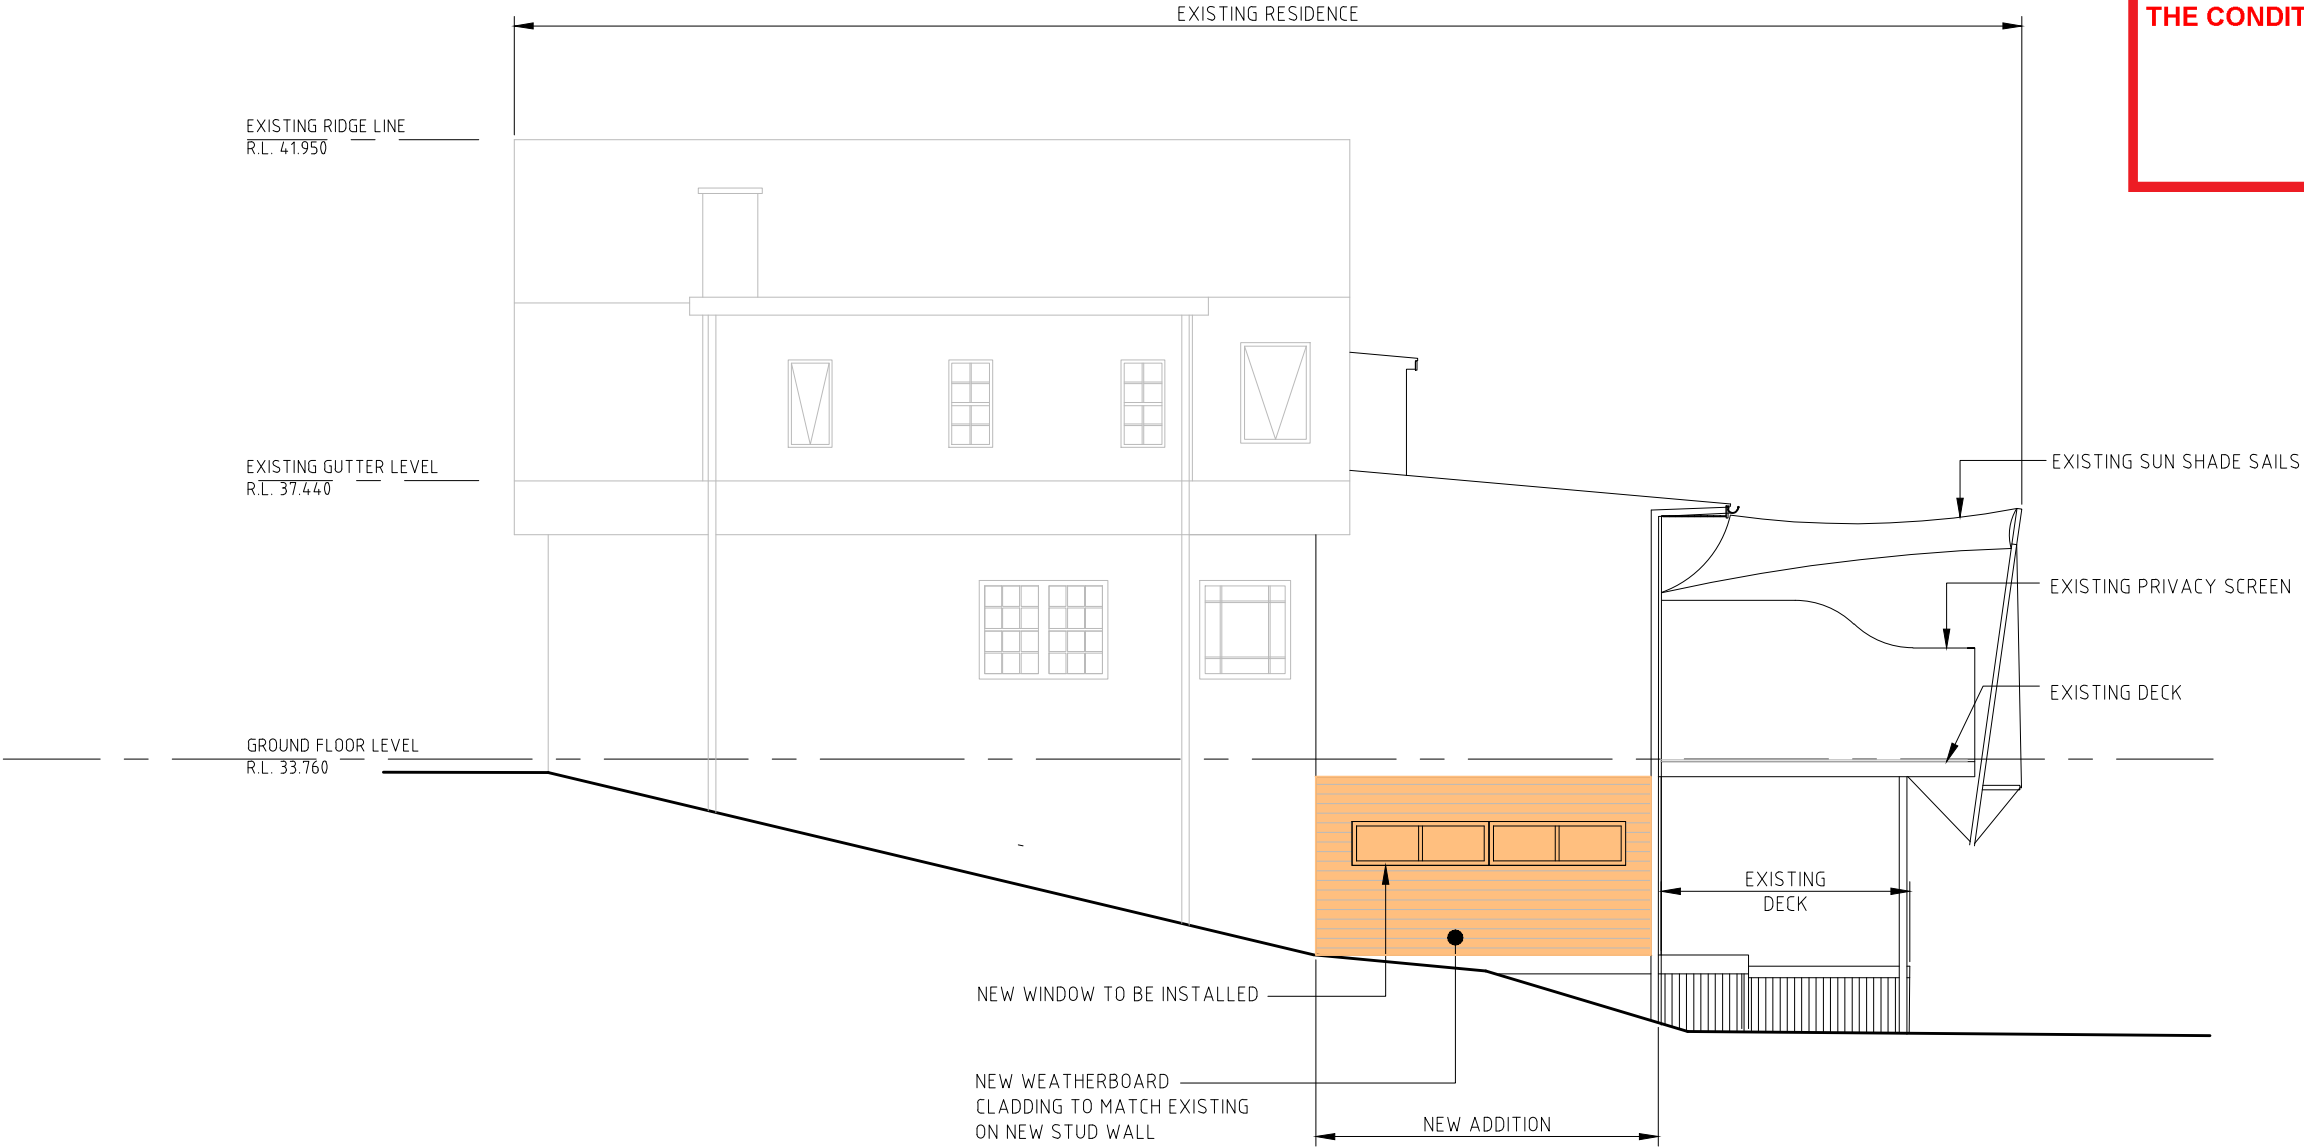 EXISTING RESIDENCE
THE CONDIT
EXISTING RIDGE LINE
R.L. 41.950
EXISTING GUTTER LEVEL
R.L. 37.440
EXISTING SUN SHADE SAILS
EXISTING PRIVACY SCREEN
EXISTING DECK
GROUND FLOOR LEVEL
R.L. 33.760
EXISTING
DECK
NEW WINDOW TO BE INSTALLED
NEW WEATHERBOARD
CLADDING TO MATCH EXISTING
ON NEW STUD WALL
NEW ADDITION